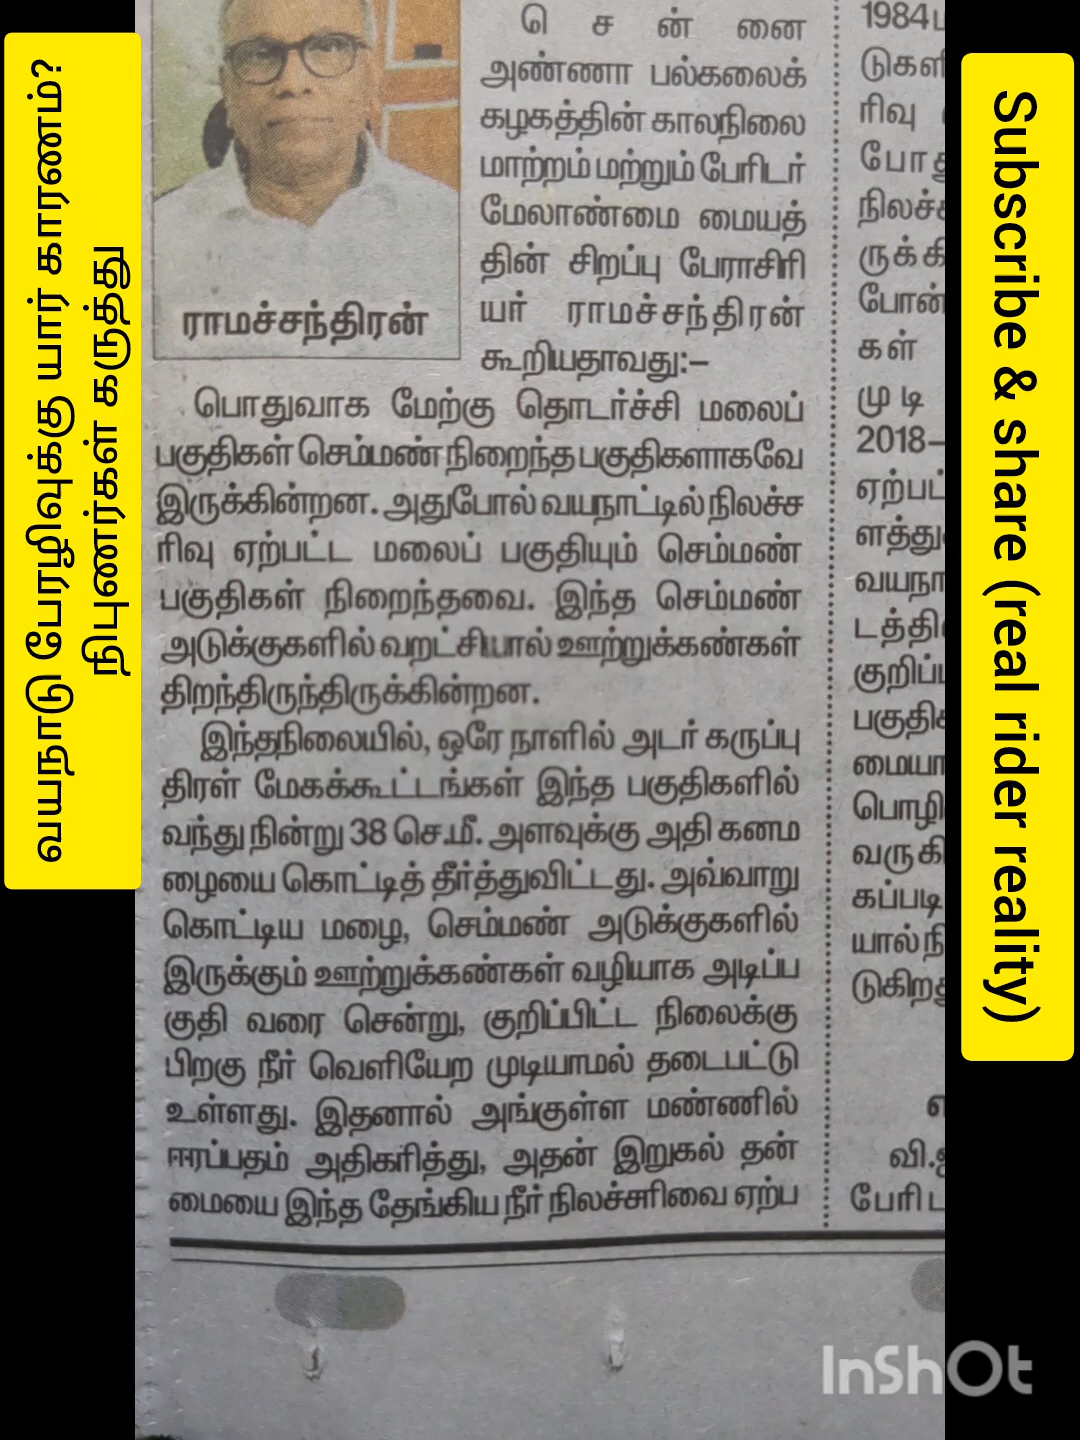 வயநாடு பேரழிவுக்கு யார் காரணம்?
நிபுணர்கள் கருத்து
ராமச்சந்திரன்
சென்னை
அண்ணா பல்கலைக்
கழகத்தின் காலநிலை
மாற்றம் மற்றும் பேரிடர்
மேலாண்மை மையத்
தின் சிறப்பு பேராசிரி
யர் ராமச்சந்திரன்
கூறியதாவது:–
பொதுவாக மேற்கு தொடர்ச்சி மலைப்
பகுதிகள் செம்மண் நிறைந்த பகுதிகளாகவே
இருக்கின்றன. அதுபோல் வயநாட்டில் நிலச்ச
ரிவு ஏற்பட்ட மலைப் பகுதியும் செம்மண்
பகுதிகள் நிறைந்தவை. இந்த செம்மண்
அடுக்குகளில் வறட்சியால் ஊற்றுக்கண்கள்
திறந்திருந்திருக்கின்றன.
இந்தநிலையில், ஒரே நாளில் அடர் கருப்பு
திரள் மேகக்கூட்டங்கள் இந்த பகுதிகளில்
வந்து நின்று 38 செ.மீ. அளவுக்கு அதி கனம
ழையை கொட்டித் தீர்த்துவிட்டது. அவ்வாறு
கொட்டிய மழை, செம்மண் அடுக்குகளில்
இருக்கும் ஊற்றுக்கண்கள் வழியாக அடிப்ப
குதி வரை சென்று, குறிப்பிட்ட நிலைக்கு
பிறகு நீர் வெளியேற முடியாமல் தடைபட்டு
உள்ளது. இதனால் அங்குள்ள மண்ணில்
ஈரப்பதம் அதிகரித்து, அதன் இறுகல் தன்
மையை இந்த தேங்கிய நீர் நிலச்சரிவை ஏற்ப
1984
ரிவு
கள்
முடி
2018–
Subscribe & share (real rider reality)
InShOt